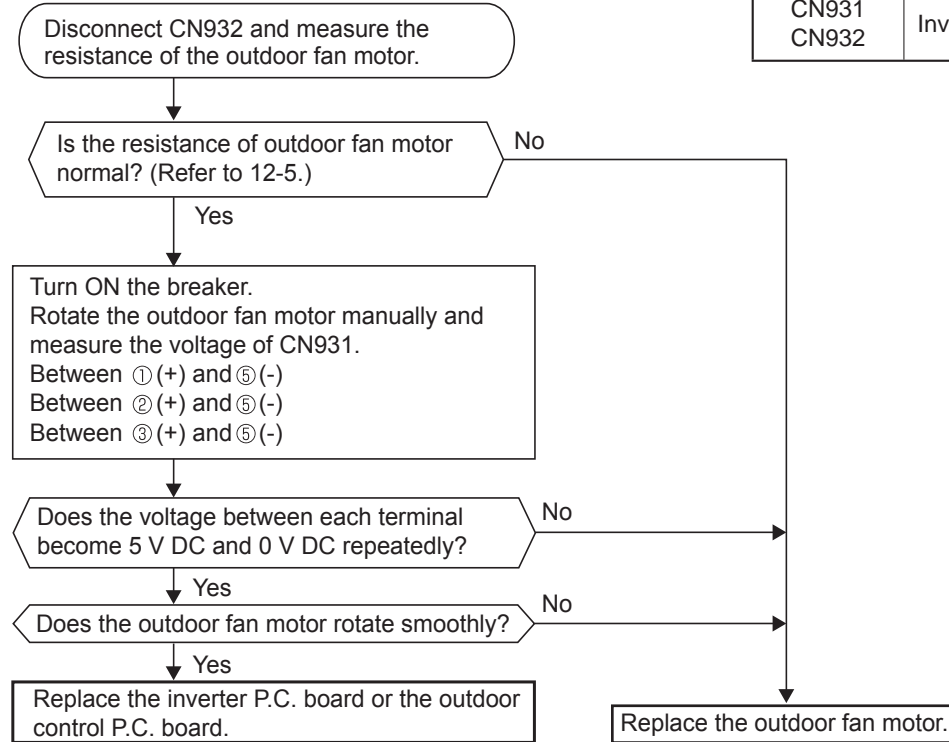 Disconnect CN932 and measure the
resistance of the outdoor fan motor.
CN931
CN932
Inv
Is the resistance of outdoor fan motor
normal? (Refer to 12-5.)
No
Yes
Turn ON the breaker.
Rotate the outdoor fan motor manually and
measure the voltage of CN931.
Between ①(+) and ⑤(-)
Between ②(+) and ⑤(-)
Between ③(+) and ⑤(-)
Does the voltage between each terminal
become 5 V DC and 0 V DC repeatedly?
No
Yes
Does the outdoor fan motor rotate smoothly?
No
Yes
Replace the inverter P.C. board or the outdoor
control P.C. board.
Replace the outdoor fan motor.